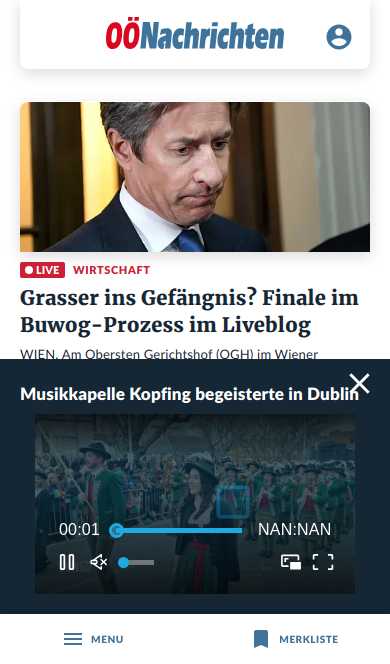 OÖNachrichten
LIVE WIRTSCHAFT
Grasser ins Gefängnis? Finale im
Buwog-Prozess im Liveblog
WIEN. Am Obersten Gerichtshof (OGH) im Wiener
Musikkapelle Kopfing begeisterte in Dublin
00:01 NAN:NAN
MENU MERKLISTE